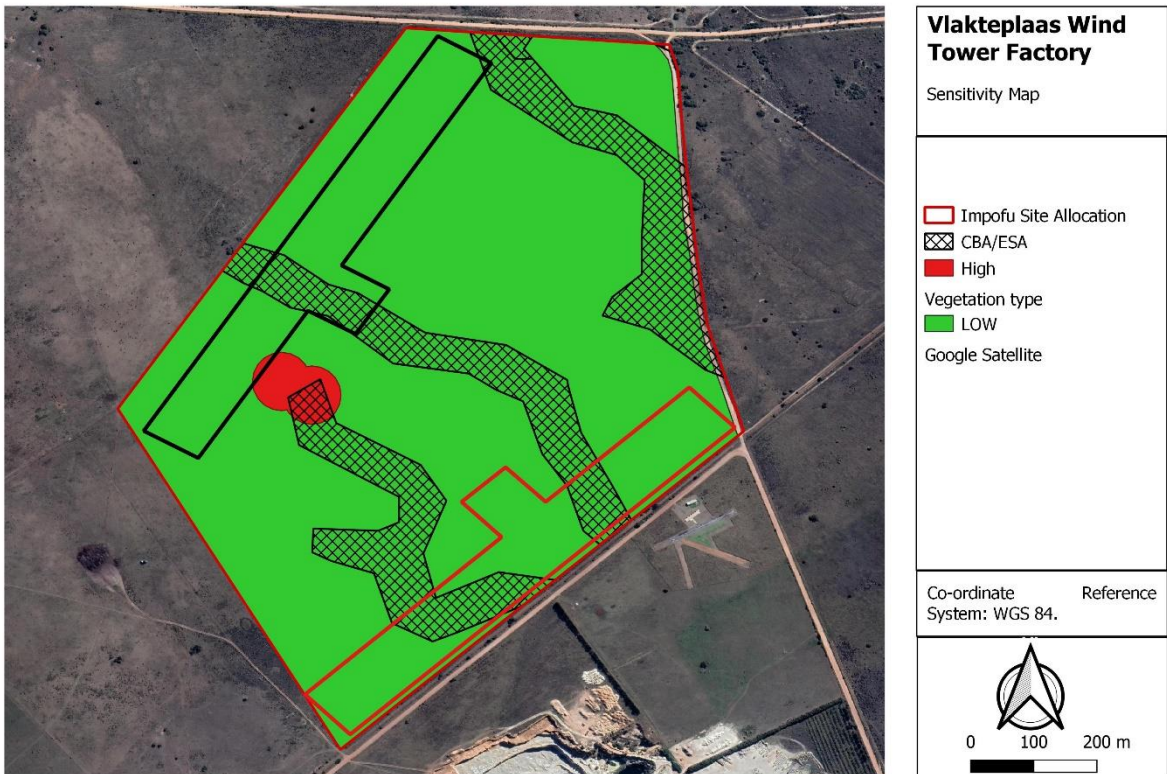 Vlakteplaas Wind
Tower Factory
Sensitivity Map
Impofu Site Allocation
CBA/ESA
High
Vegetation type
LOW
Google Satellite
Co-ordinate Reference
System: WGS 84.
0 100 200 m